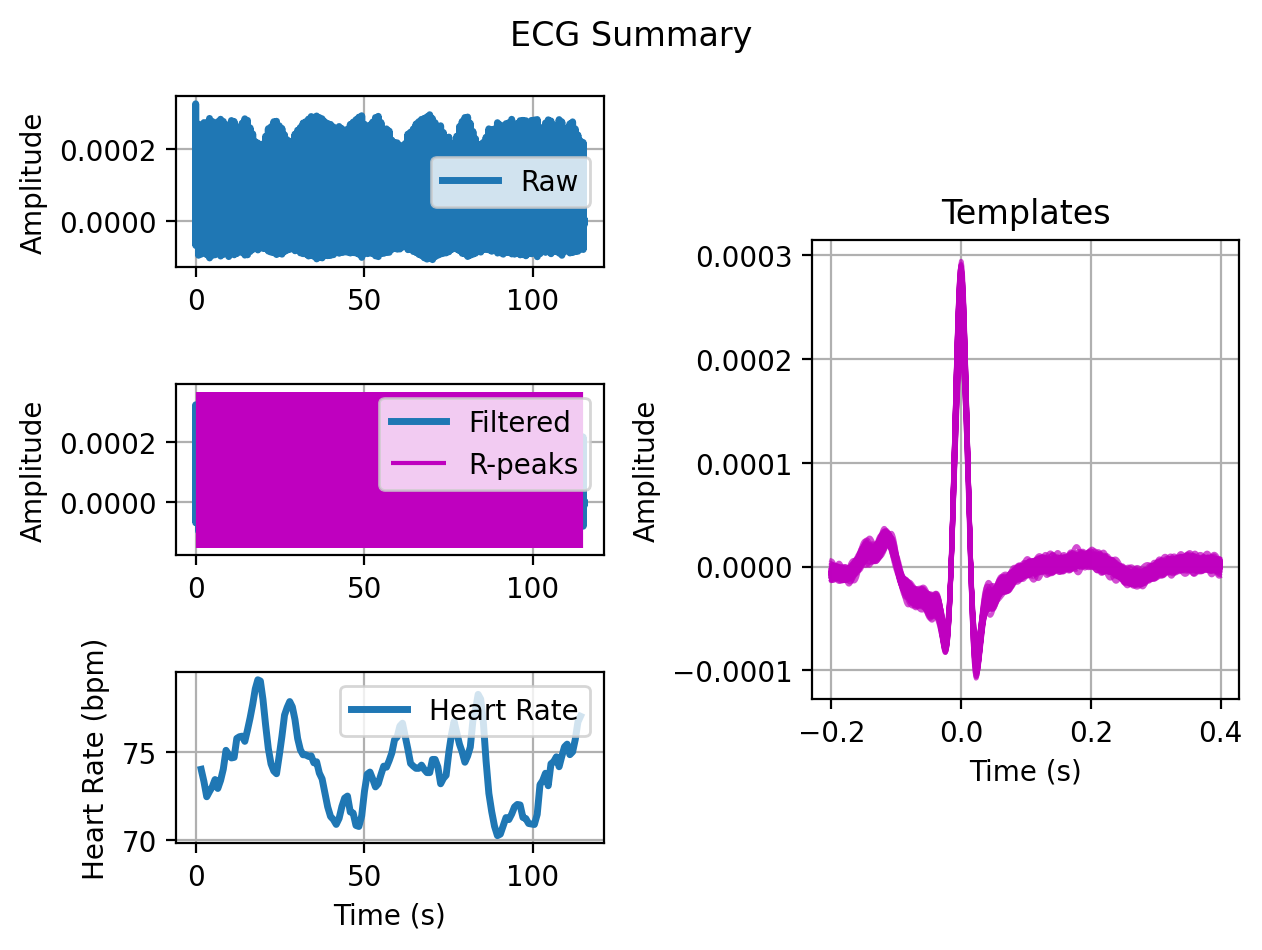 ECG Summary
Amplitude
0.0002
0.0000
Raw
0
50
100
Amplitude
0.0002
0.0000
Filtered
R-peaks
0
50
100
Heart Rate (bpm)
75
70
Heart Rate
0
50
100
Time (s)
Templates
Amplitude
0.0003
0.0002
0.0001
0.0000
−0.0001
−0.2
0.0
0.2
0.4
Time (s)